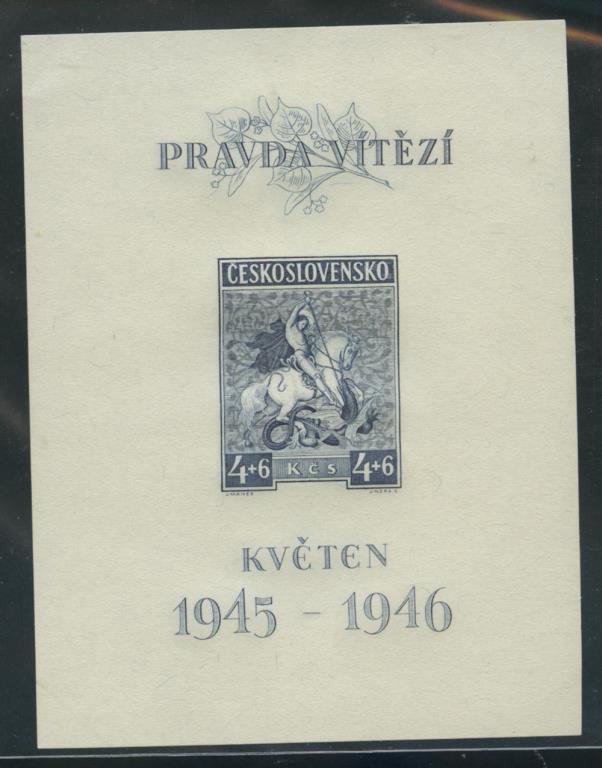 PRAVDA VÍTĚZÍ
ČESKOSLOVENSKO
4+6 KčS 4+6
KVĚTEN
1945 - 1946